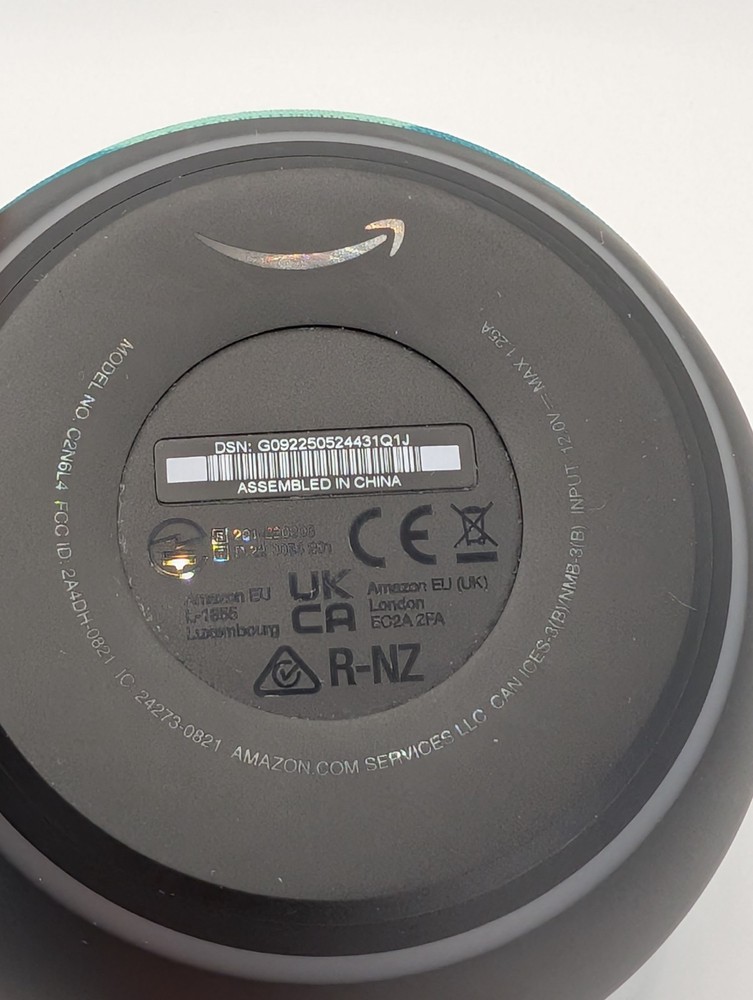 MODEL NO. C2N6L4 FCC ID: 2A4DH-0821 IC 24273-0821 AMAZON.COM SERVICES LLC CAN ICES-3(B)/NMB-3(B) INPUT 12.0V⎓MAX 1.25A
DSN: G092250524431Q1J
ASSEMBLED IN CHINA
R 201-220206
T
CE
Amazon EU
L-1855
Luxembourg
UK
CA
Amazon EU (UK)
London
EC2A 2FA
R-NZ